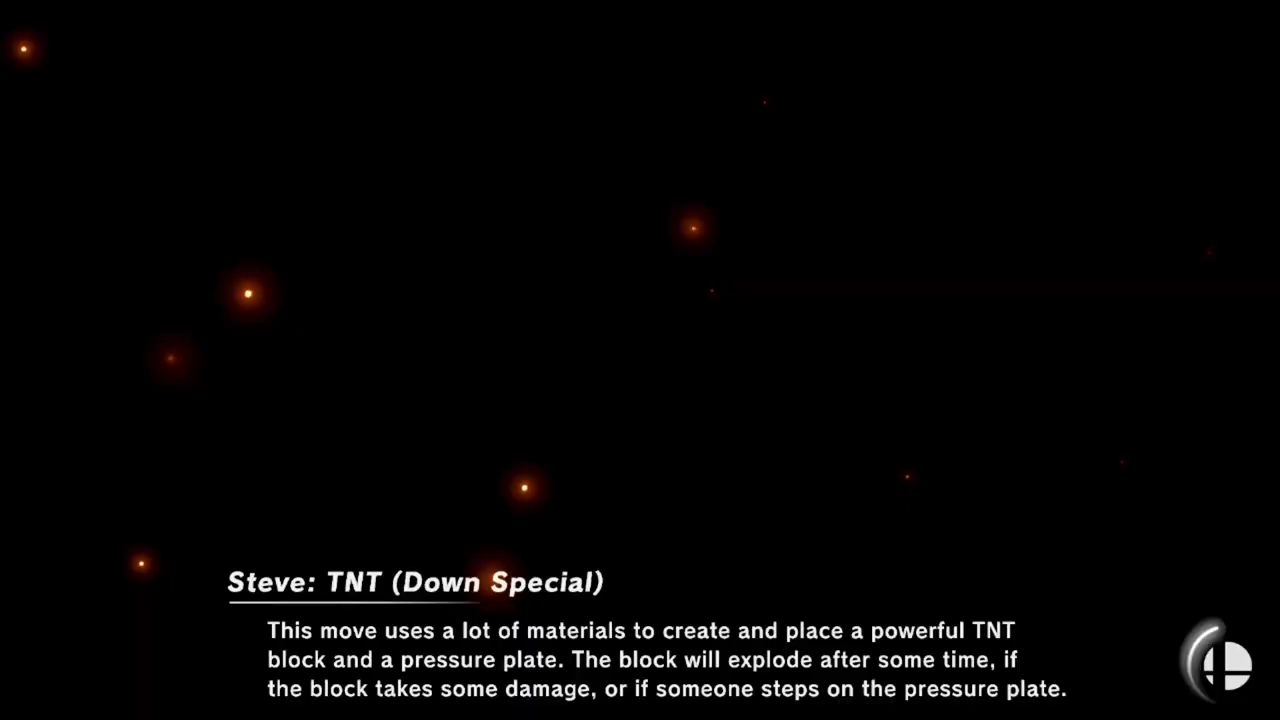 Steve: TNT (Down Special)
This move uses a lot of materials to create and place a powerful TNT
block and a pressure plate. The block will explode after some time, if
the block takes some damage, or if someone steps on the pressure plate.